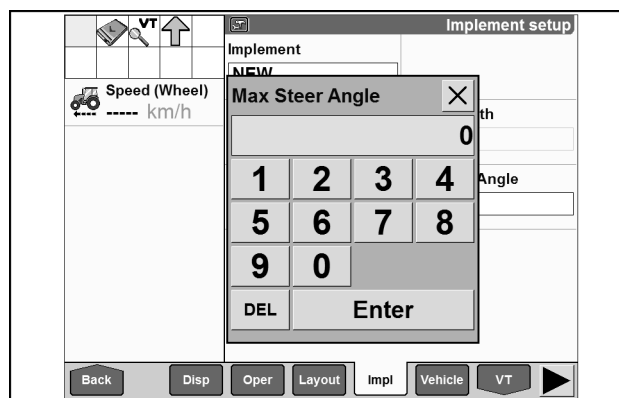 VT
Implement setup
Implement
NEW
Speed (Wheel)
----- km/h
Max Steer Angle
0
th
Angle
1 2 3 4
5 6 7 8
9 0
DEL Enter
Back Disp Oper Layout Impl Vehicle VT